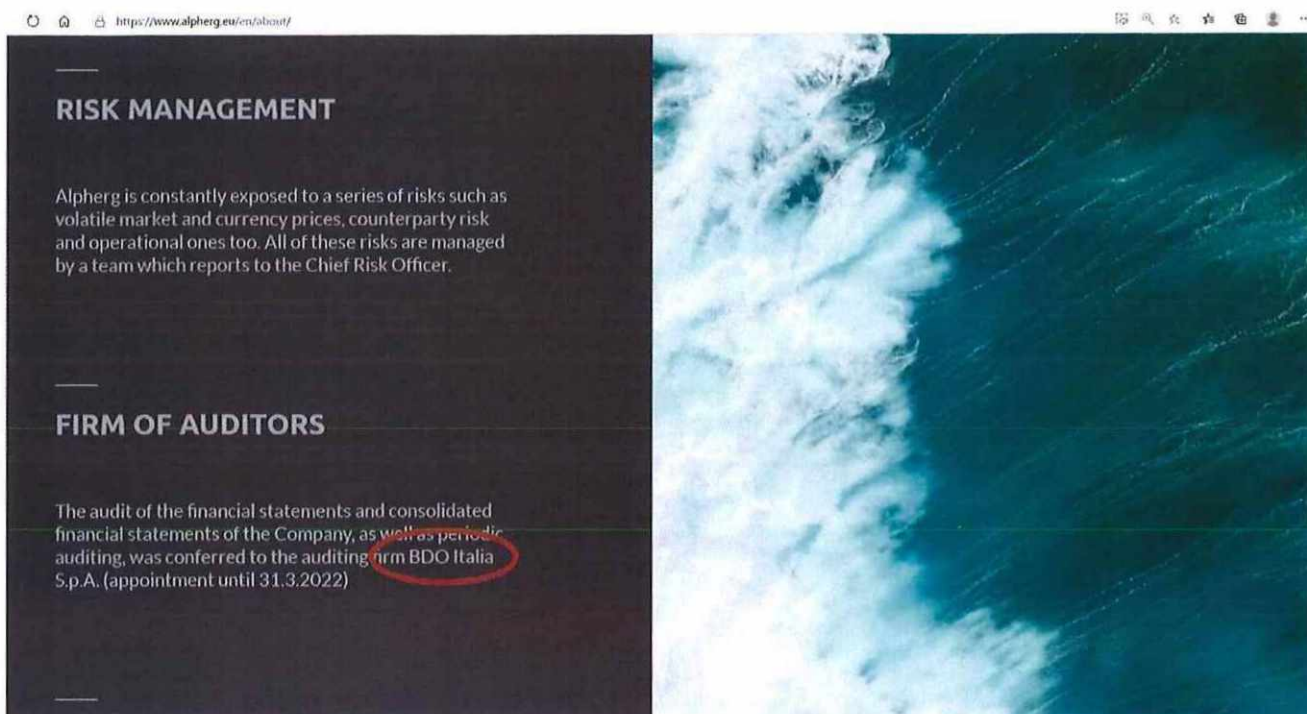 https://www.alpherg.eu/en/about/
RISK MANAGEMENT
Alpherg is constantly exposed to a series of risks such as
volatile market and currency prices, counterparty risk
and operational ones too. All of these risks are managed
by a team which reports to the Chief Risk Officer.
FIRM OF AUDITORS
The audit of the financial statements and consolidated
financial statements of the Company, as well as periodic
auditing, was conferred to the auditing firm BDO Italia
S.p.A. (appointment until 31.3.2022)